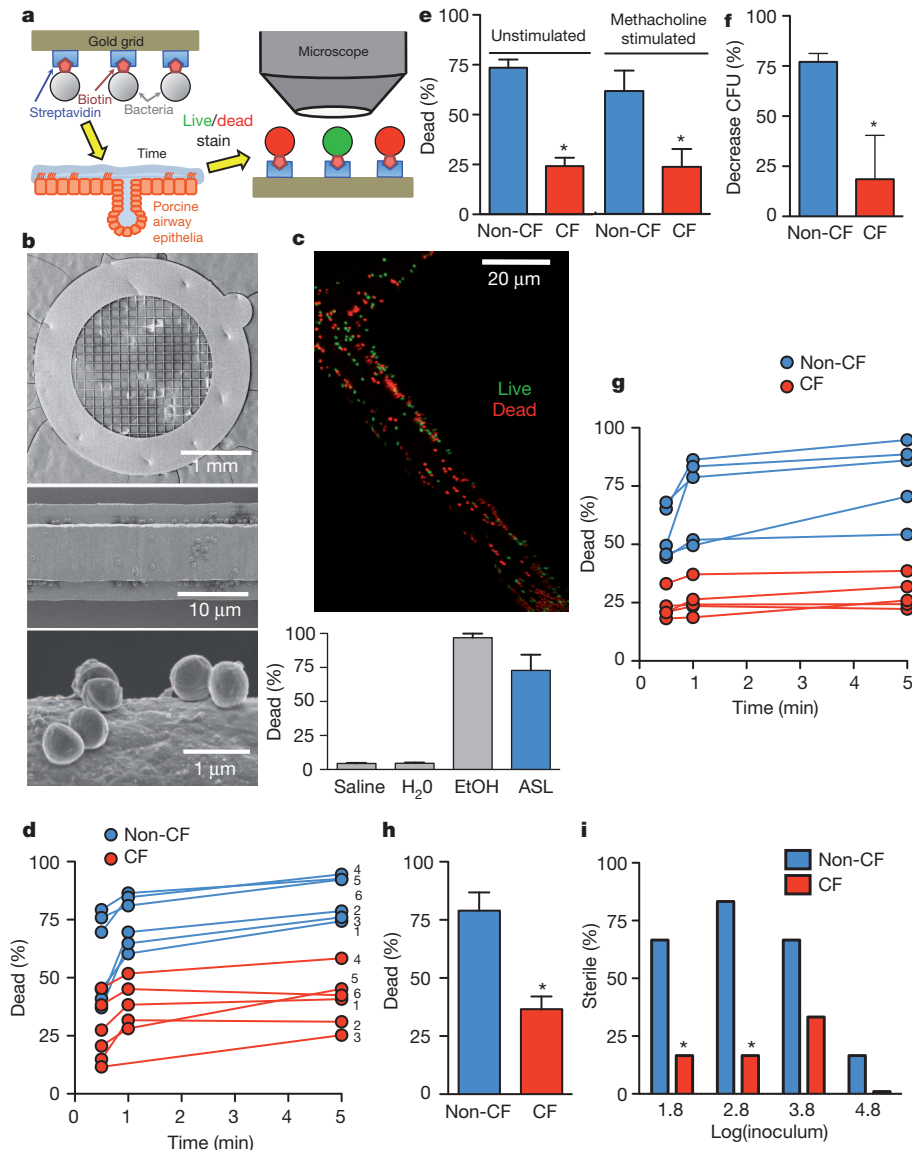 a
Gold grid
Streptavidin
Biotin
Bacteria
Time
Porcine
airway
epithelia
Live/dead
stain
Microscope
e
Unstimulated
Methacholine
stimulated
Dead (%)
100
75
50
25
0
*
*
Non-CF
CF
Non-CF
CF
f
Decrease CFU (%)
100
75
50
25
0
*
Non-CF
CF
b
1 mm
10 μm
1 μm
c
20 μm
Live
Dead
Dead (%)
100
75
50
25
0
Saline
H20
EtOH
ASL
g
Non-CF
CF
Dead (%)
100
75
50
25
0
0
1
2
3
4
5
Time (min)
d
Non-CF
CF
Dead (%)
100
75
50
25
0
4
5
6
2
3
1
4
5
6
1
2
3
0
1
2
3
4
5
Time (min)
h
Dead (%)
100
75
50
25
0
*
Non-CF
CF
i
Non-CF
CF
Sterile (%)
100
75
50
25
0
*
*
1.8
2.8
3.8
4.8
Log(inoculum)